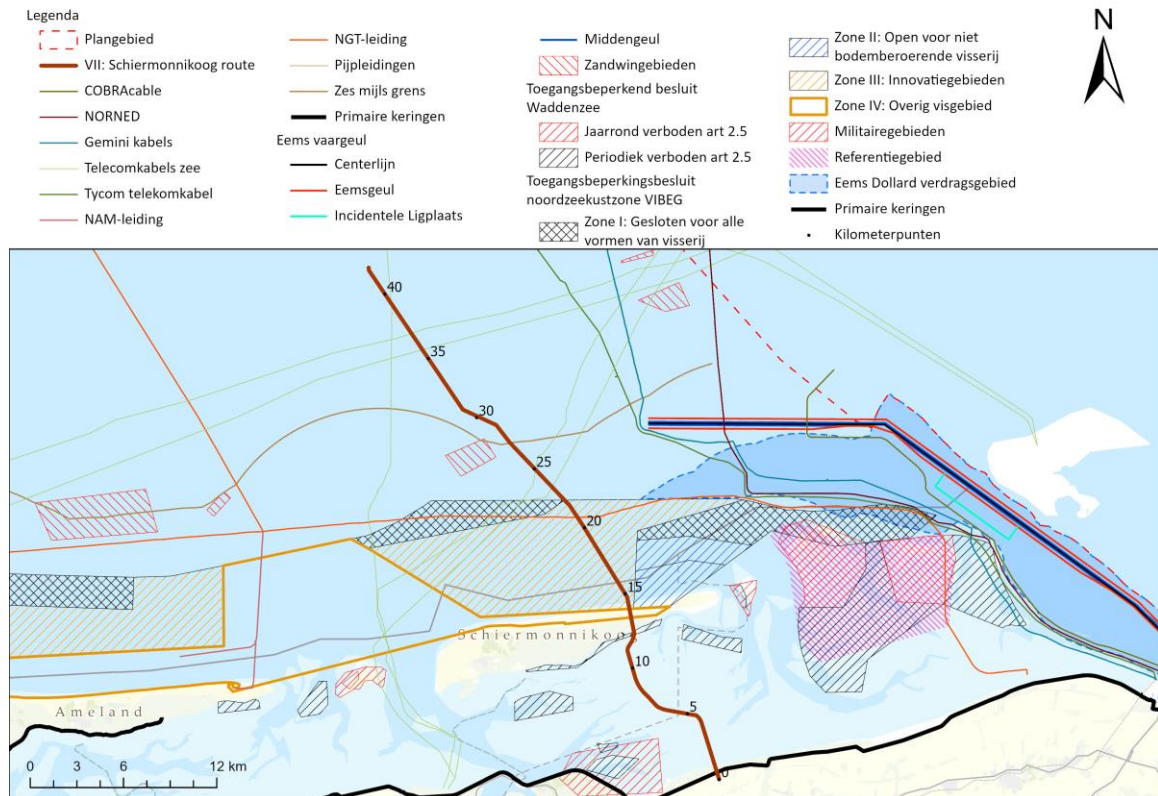 Legenda
Plangebied
VII: Schiermonnikoog route
COBRAcable
NORNED
Gemini kabels
Telecomkabels zee
Tycom telekomkabel
NAM-leiding
NGT-leiding
Pijpleidingen
Zes mijls grens
Primaire keringen
Eems vaargeul
Centerlijn
Eemsgeul
Incidentele Ligplaats
Middengeul
Zandwingebieden
Toegangsbeperkend besluit
Waddenzee
Jaarrond verboden art 2.5
Periodiek verboden art 2.5
Toegangsbeperkingsbesluit
noordzeekustzone VIBEG
Zone I: Gesloten voor alle
vormen van visserij
Zone II: Open voor niet
bodemberoerende visserij
Zone III: Innovatiegebieden
Zone IV: Overig visgebied
Militairegebieden
Referentiegebied
Eems Dollard verdragsgebied
Primaire keringen
Kilometerpunten
N
40
35
30
25
20
15
Schiermonnikoo
10
Ameland
5
0
0 3 6 12 km